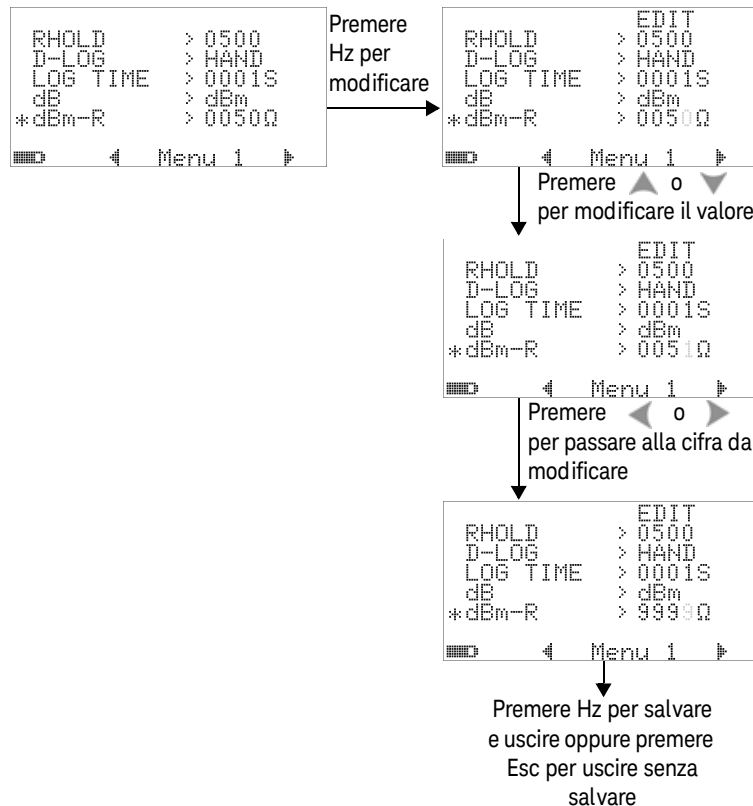 RHOLD > 0500
D-LOG > HAND
LOG TIME > 0001S
dB > dBm
*dBm-R > 0050Ω
Menu 1
Premere
Hz per
modificare
EDIT
RHOLD > 0500
D-LOG > HAND
LOG TIME > 0001S
dB > dBm
*dBm-R > 0050Ω
Menu 1
Premere o
per modificare il valore
EDIT
RHOLD > 0500
D-LOG > HAND
LOG TIME > 0001S
dB > dBm
*dBm-R > 0051Ω
Menu 1
Premere o
per passare alla cifra da
modificare
EDIT
RHOLD > 0500
D-LOG > HAND
LOG TIME > 0001S
dB > dBm
*dBm-R > 9999Ω
Menu 1
Premere Hz per salvare
e uscire oppure premere
Esc per uscire senza
salvare